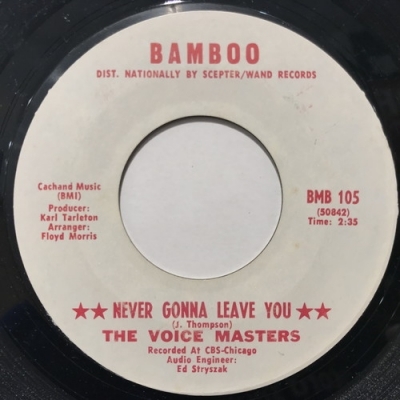 BAMBOO
DIST. NATIONALLY BY SCEPTER/WAND RECORDS
Cachand Music
(BMI)
Producer:
Karl Tarleton
Arranger:
Floyd Morris
BMB 105
(50842)
Time: 2:35
★★ NEVER GONNA LEAVE YOU ★★
(J. Thompson)
THE VOICE MASTERS
Recorded At CBS-Chicago
Audio Engineer:
Ed Stryszak